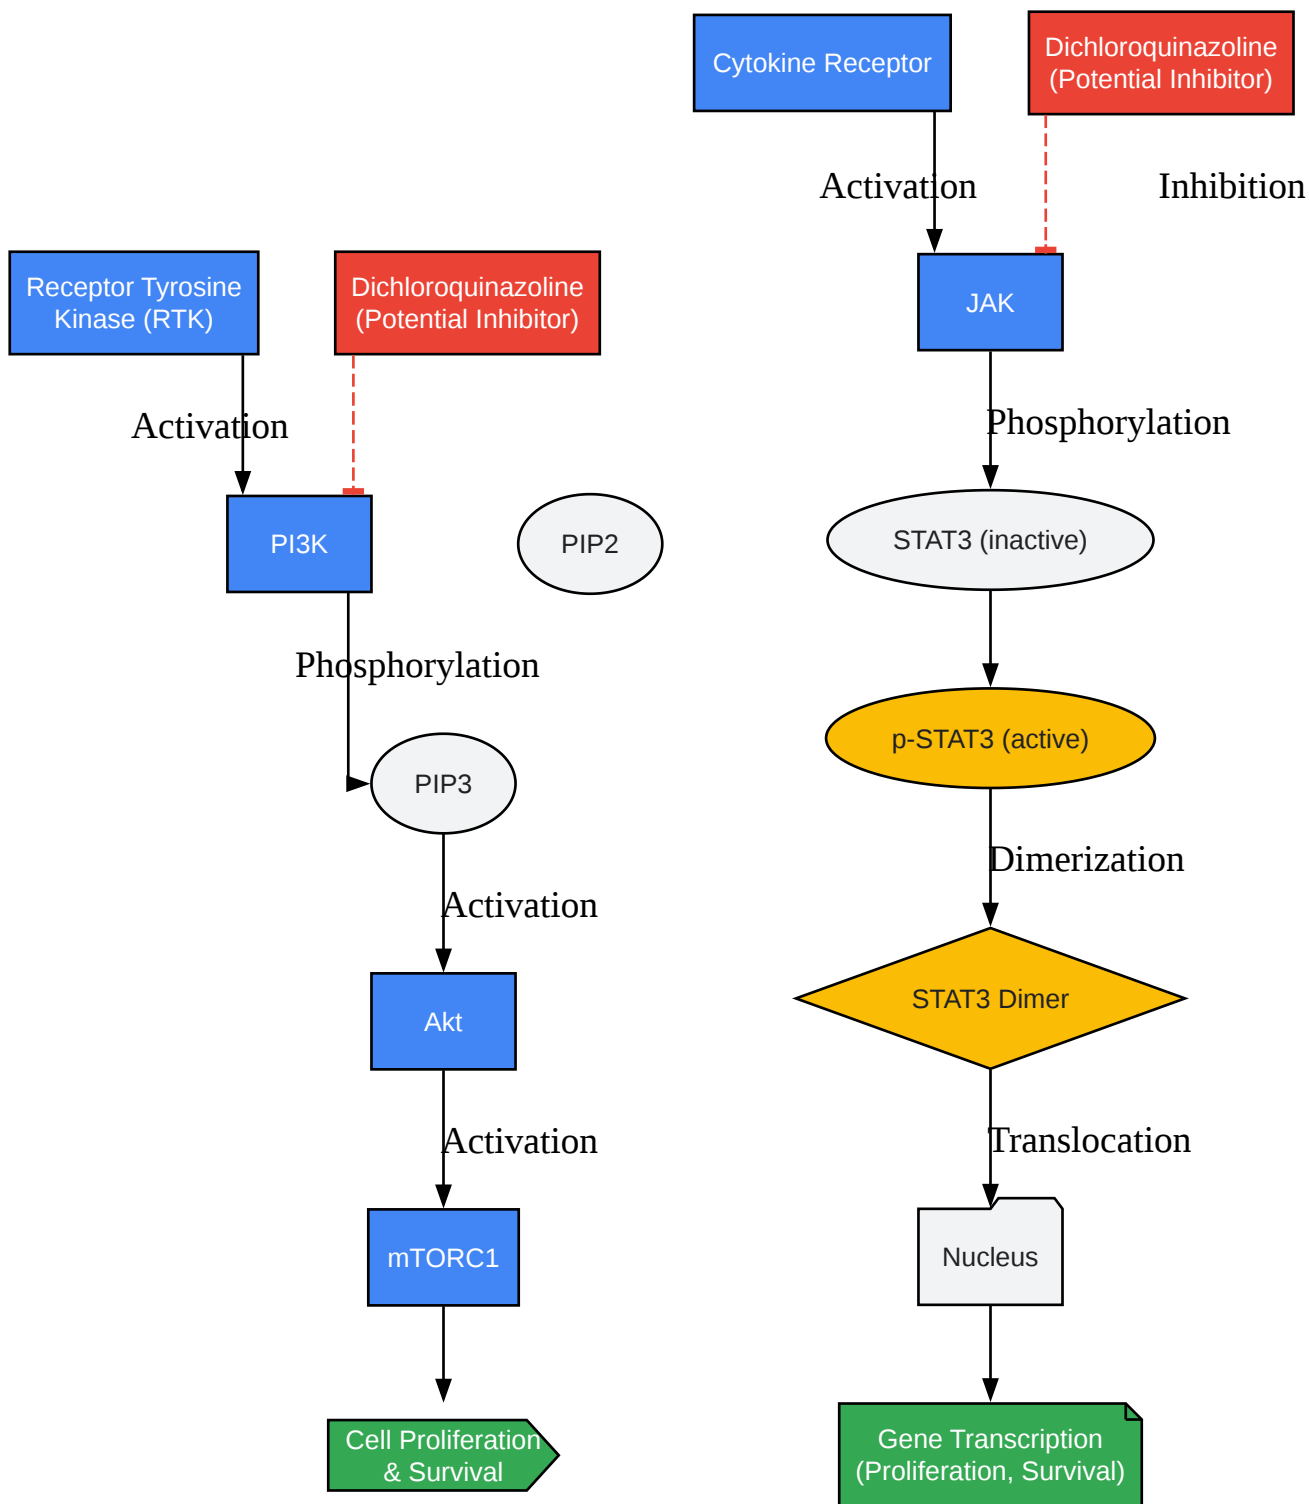 Cytokine Receptor
Dichloroquinazoline
(Potential Inhibitor)
Activation
Inhibition
Receptor Tyrosine
Kinase (RTK)
Dichloroquinazoline
(Potential Inhibitor)
JAK
Activation
Phosphorylation
PI3K
PIP2
STAT3 (inactive)
Phosphorylation
p-STAT3 (active)
PIP3
Dimerization
Activation
STAT3 Dimer
Akt
Activation
Translocation
mTORC1
Nucleus
Cell Proliferation
& Survival
Gene Transcription
(Proliferation, Survival)